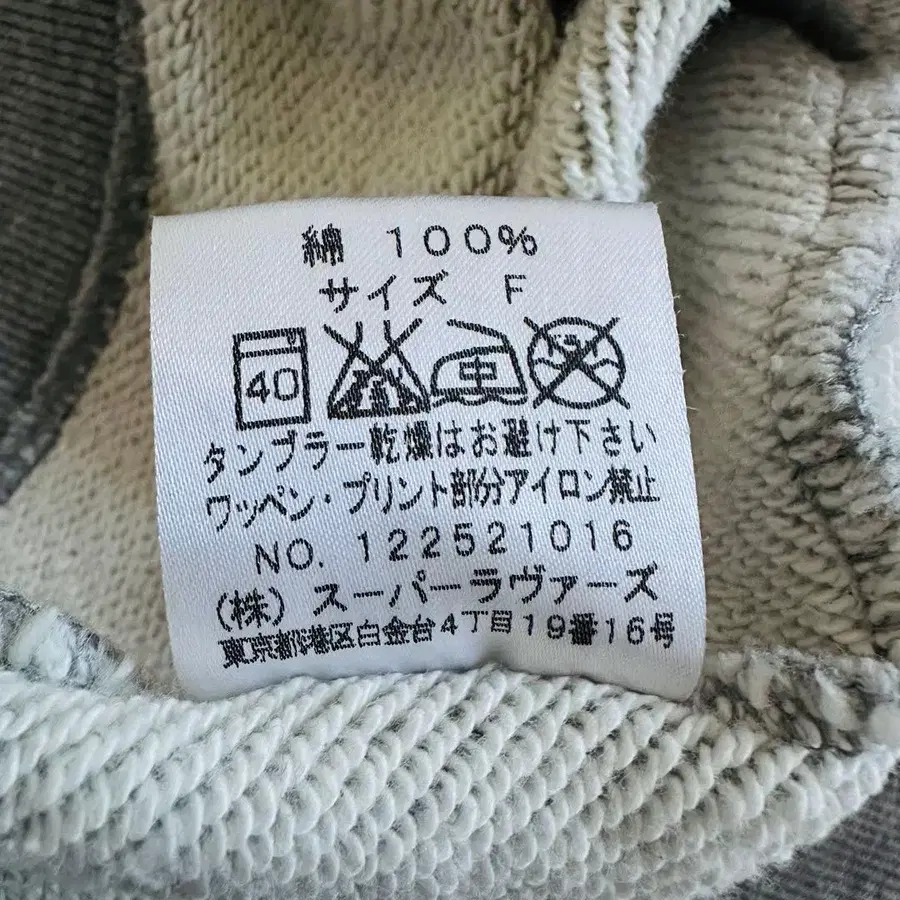 綿 100%
サイズ F
40 中
タンブラー乾燥はお避け下さい
ワッペン・プリント部分アイロン禁止
NO. 122521016
(株) スーパーラヴァーズ
東京都港区白金台4丁目19番16号